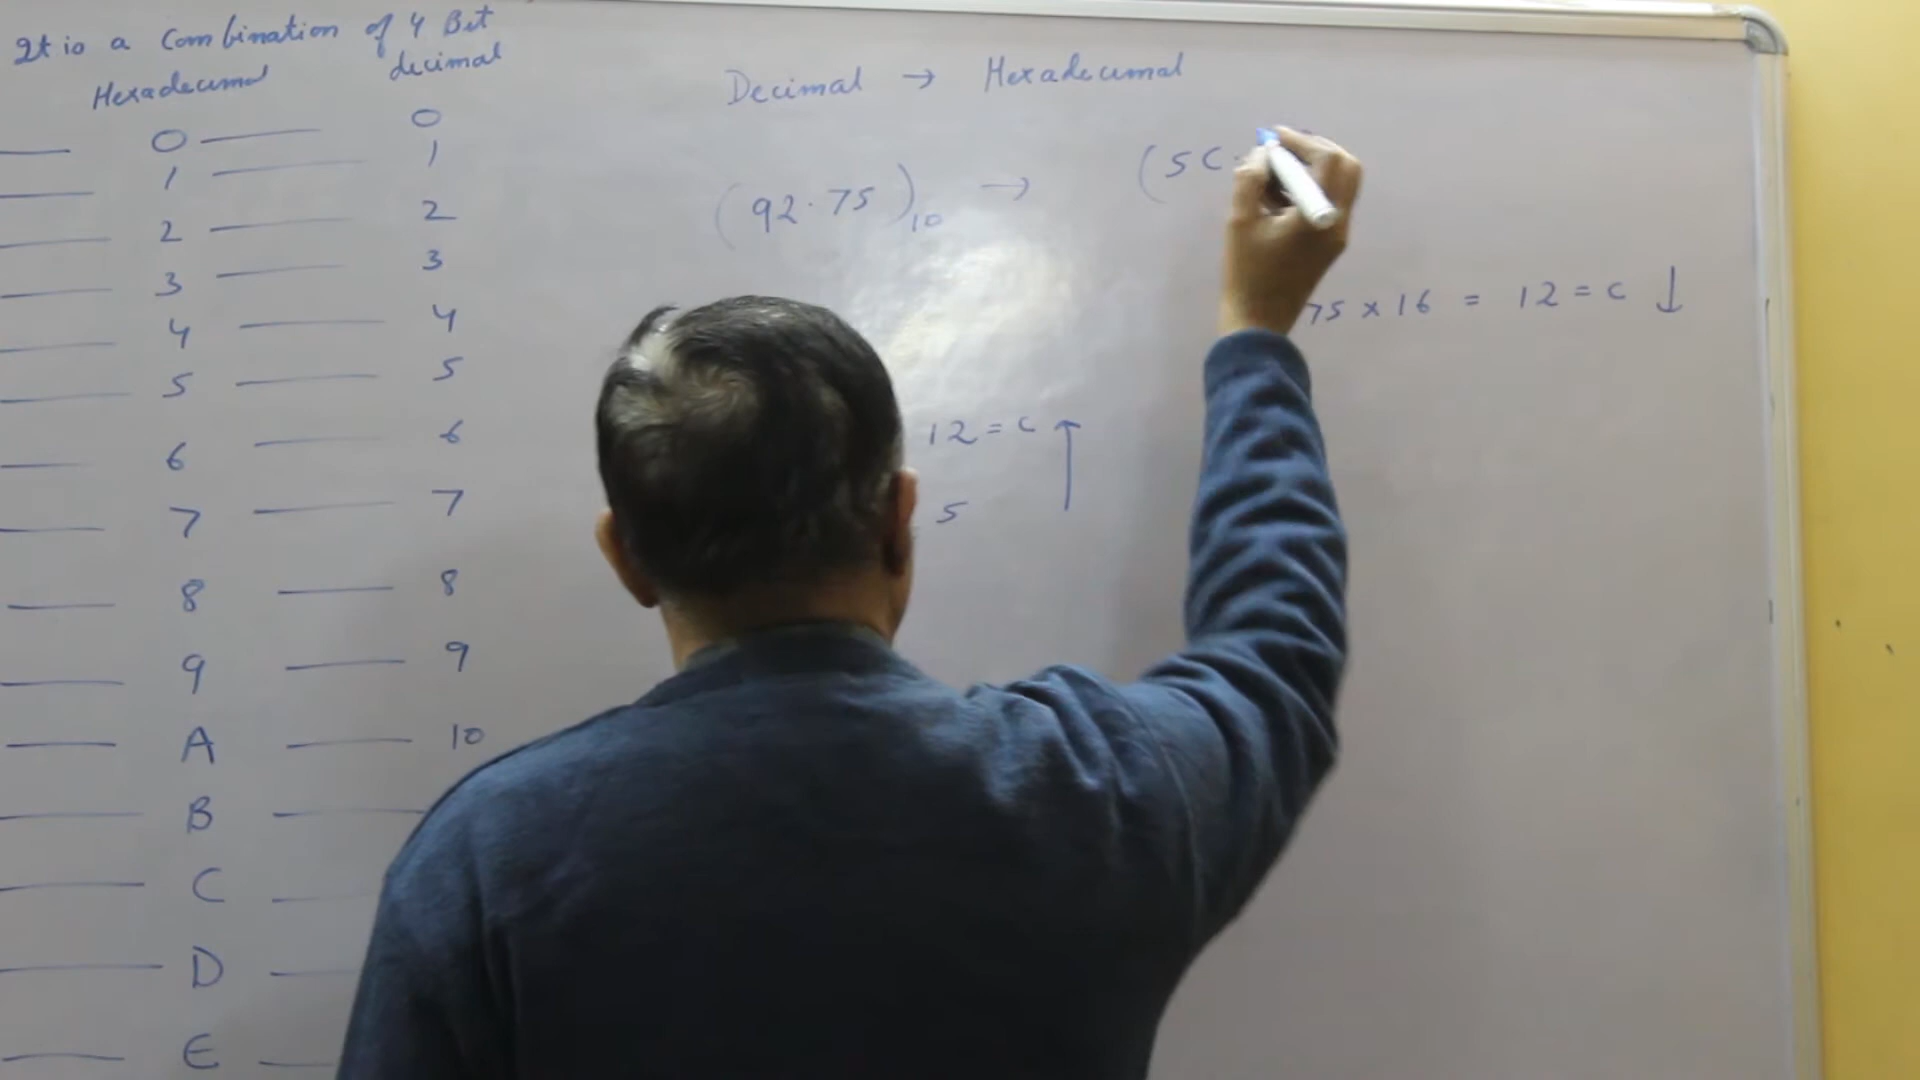 It is a Combination of 4 Bit
Hexadecimal decimal
0 — 0
1 — 1
2 — 2
3 — 3
4 — 4
5 — 5
6 — 6
7 — 7
8 — 8
9 — 9
A — 10
B —
C —
D —
E —
Decimal → Hexadecimal
(92.75)10 → (5C.
75 × 16 = 12 = C ↓
12 = C ↑
5